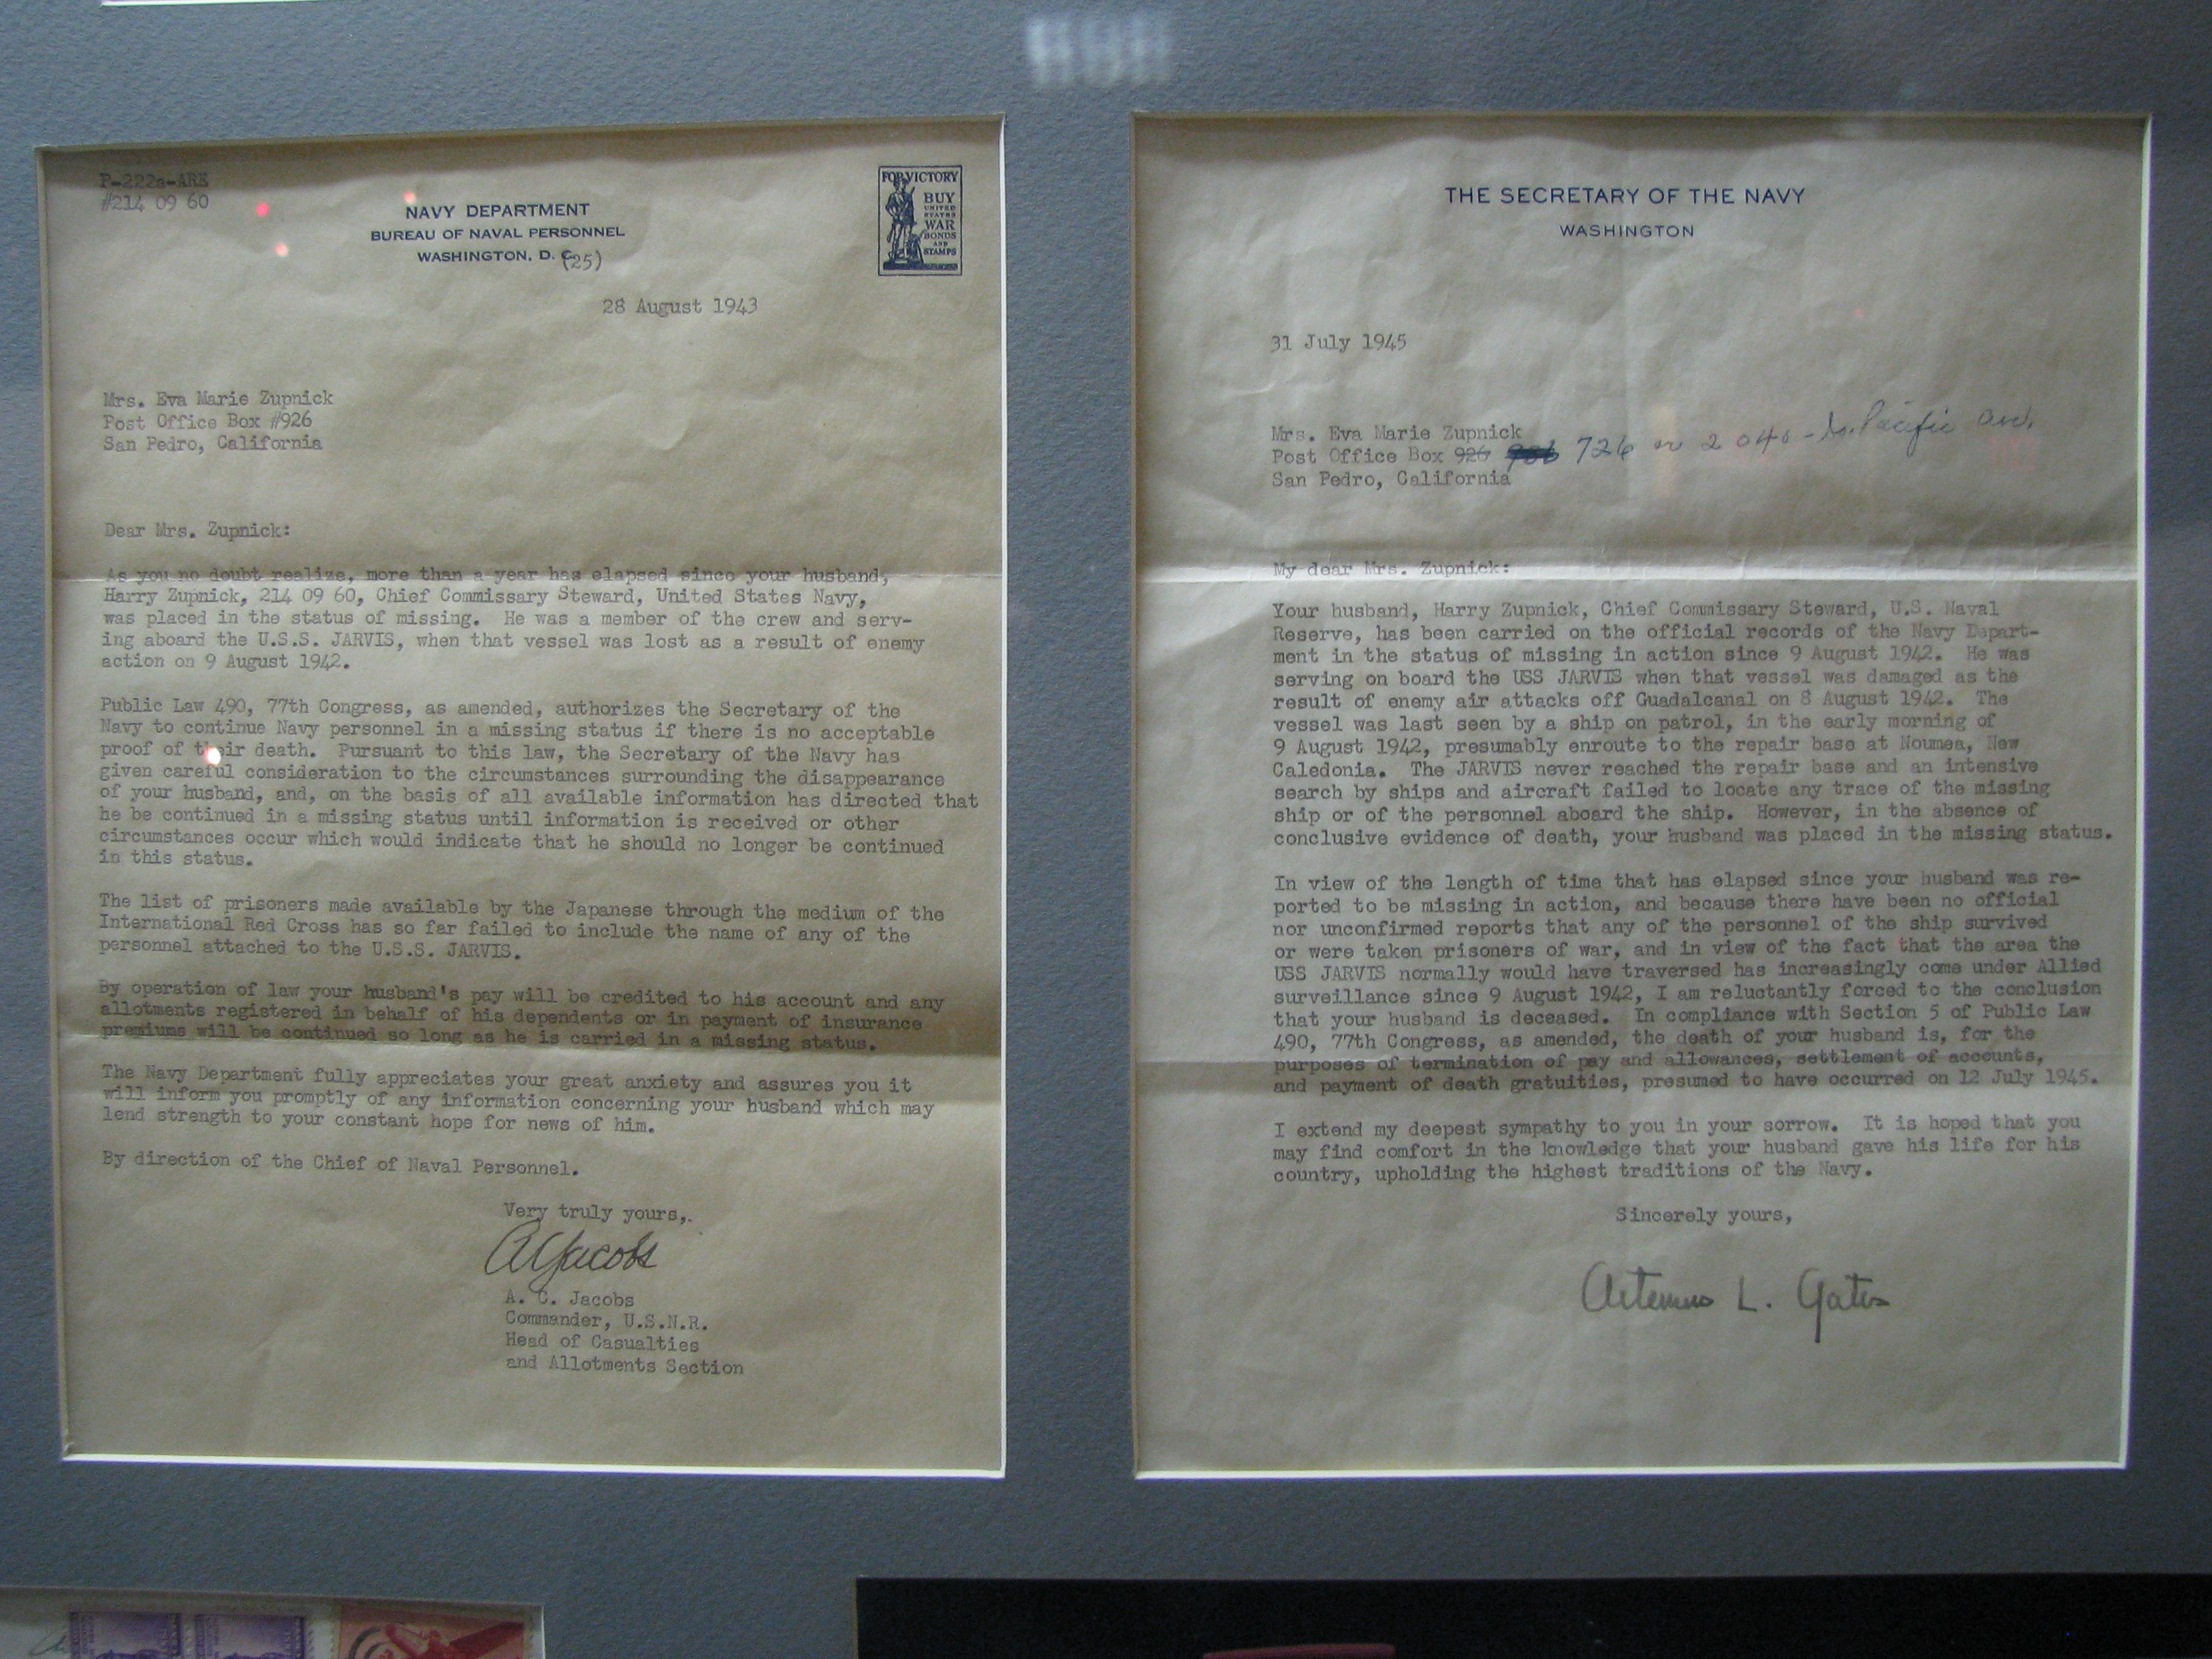 P-222a-ARK
#214 09 60
NAVY DEPARTMENT
BUREAU OF NAVAL PERSONNEL
WASHINGTON, D. C.
(25)
FOR VICTORY
BUY
UNITED
STATES
WAR
BONDS
AND
STAMPS
28 August 1943
Mrs. Eva Marie Zupnick
Post Office Box #926
San Pedro, California
Dear Mrs. Zupnick:
As you no doubt realize, more than a year has elapsed since your husband,
Harry Zupnick, 214 09 60, Chief Commissary Steward, United States Navy,
was placed in the status of missing. He was a member of the crew and serv-
ing aboard the U.S.S. JARVIS, when that vessel was lost as a result of enemy
action on 9 August 1942.
Public Law 490, 77th Congress, as amended, authorizes the Secretary of the
Navy to continue Navy personnel in a missing status if there is no acceptable
proof of their death. Pursuant to this law, the Secretary of the Navy has
given careful consideration to the circumstances surrounding the disappearance
of your husband, and, on the basis of all available information has directed that
he be continued in a missing status until information is received or other
circumstances occur which would indicate that he should no longer be continued
in this status.
The list of prisoners made available by the Japanese through the medium of the
International Red Cross has so far failed to include the name of any of the
personnel attached to the U.S.S. JARVIS.
By operation of law your husband's pay will be credited to his account and any
allotments registered in behalf of his dependents or in payment of insurance
premiums will be continued so long as he is carried in a missing status.
The Navy Department fully appreciates your great anxiety and assures you it
will inform you promptly of any information concerning your husband which may
lend strength to your constant hope for news of him.
By direction of the Chief of Naval Personnel.
Very truly yours,.
A C Jacobs
A. C. Jacobs
Commander, U.S.N.R.
Head of Casualties
and Allotments Section
THE SECRETARY OF THE NAVY
WASHINGTON
31 July 1945
Mrs. Eva Marie Zupnick
Post Office Box 926 726 or 2040 - So. Pacific Ave.
San Pedro, California
My dear Mrs. Zupnick:
Your husband, Harry Zupnick, Chief Commissary Steward, U.S. Naval
Reserve, has been carried on the official records of the Navy Depart-
ment in the status of missing in action since 9 August 1942. He was
serving on board the USS JARVIS when that vessel was damaged as the
result of enemy air attacks off Guadalcanal on 8 August 1942. The
vessel was last seen by a ship on patrol, in the early morning of
9 August 1942, presumably enroute to the repair base at Noumea, New
Caledonia. The JARVIS never reached the repair base and an intensive
search by ships and aircraft failed to locate any trace of the missing
ship or of the personnel aboard the ship. However, in the absence of
conclusive evidence of death, your husband was placed in the missing status.
In view of the length of time that has elapsed since your husband was re-
ported to be missing in action, and because there have been no official
nor unconfirmed reports that any of the personnel of the ship survived
or were taken prisoners of war, and in view of the fact that the area the
USS JARVIS normally would have traversed has increasingly come under Allied
surveillance since 9 August 1942, I am reluctantly forced to the conclusion
that your husband is deceased. In compliance with Section 5 of Public Law
490, 77th Congress, as amended, the death of your husband is, for the
purposes of termination of pay and allowances, settlement of accounts,
and payment of death gratuities, presumed to have occurred on 12 July 1945.
I extend my deepest sympathy to you in your sorrow. It is hoped that you
may find comfort in the knowledge that your husband gave his life for his
country, upholding the highest traditions of the Navy.
Sincerely yours,
Artemus L. Gates